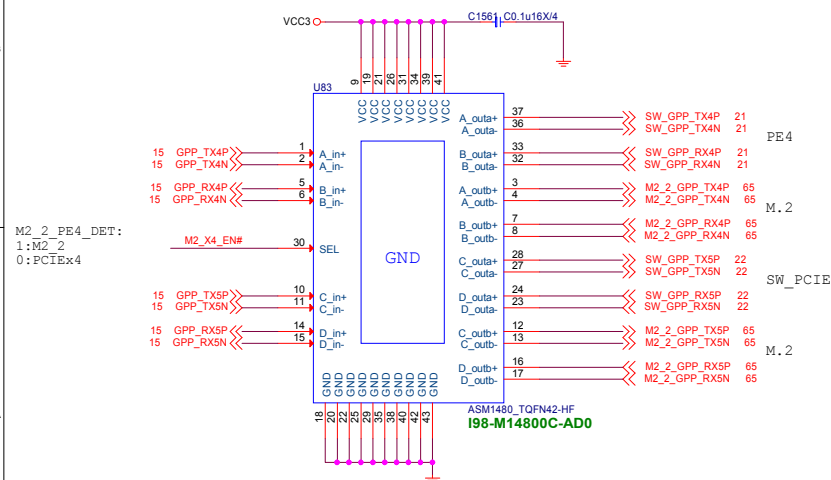 VCC3
C1561 C0.1u16X/4
U83
9 19 21 26 31 34 39 41
VCC VCC VCC VCC VCC VCC VCC VCC
15 GPP_TX4P 1 A_in+
15 GPP_TX4N 2 A_in-
15 GPP_RX4P 5 B_in+
15 GPP_RX4N 6 B_in-
M2_2_PE4_DET:
1:M2_2
0:PCIEx4
M2_X4_EN# 30 SEL
15 GPP_TX5P 10 C_in+
15 GPP_TX5N 11 C_in-
15 GPP_RX5P 14 D_in+
15 GPP_RX5N 15 D_in-
GND
A_outa+ 37 SW_GPP_TX4P 21
A_outa- 36 SW_GPP_TX4N 21
PE4
B_outa+ 33 SW_GPP_RX4P 21
B_outa- 32 SW_GPP_RX4N 21
A_outb+ 3 M2_2_GPP_TX4P 65
A_outb- 4 M2_2_GPP_TX4N 65
M.2
B_outb+ 7 M2_2_GPP_RX4P 65
B_outb- 8 M2_2_GPP_RX4N 65
C_outa+ 28 SW_GPP_TX5P 22
C_outa- 27 SW_GPP_TX5N 22
SW_PCIE
D_outa+ 24 SW_GPP_RX5P 22
D_outa- 23 SW_GPP_RX5N 22
C_outb+ 12 M2_2_GPP_TX5P 65
C_outb- 13 M2_2_GPP_TX5N 65
M.2
D_outb+ 16 M2_2_GPP_RX5P 65
D_outb- 17 M2_2_GPP_RX5N 65
GND GND GND GND GND GND GND GND GND GND
18 20 22 25 29 35 38 40 42 43
ASM1480_TQFN42-HF
I98-M14800C-AD0